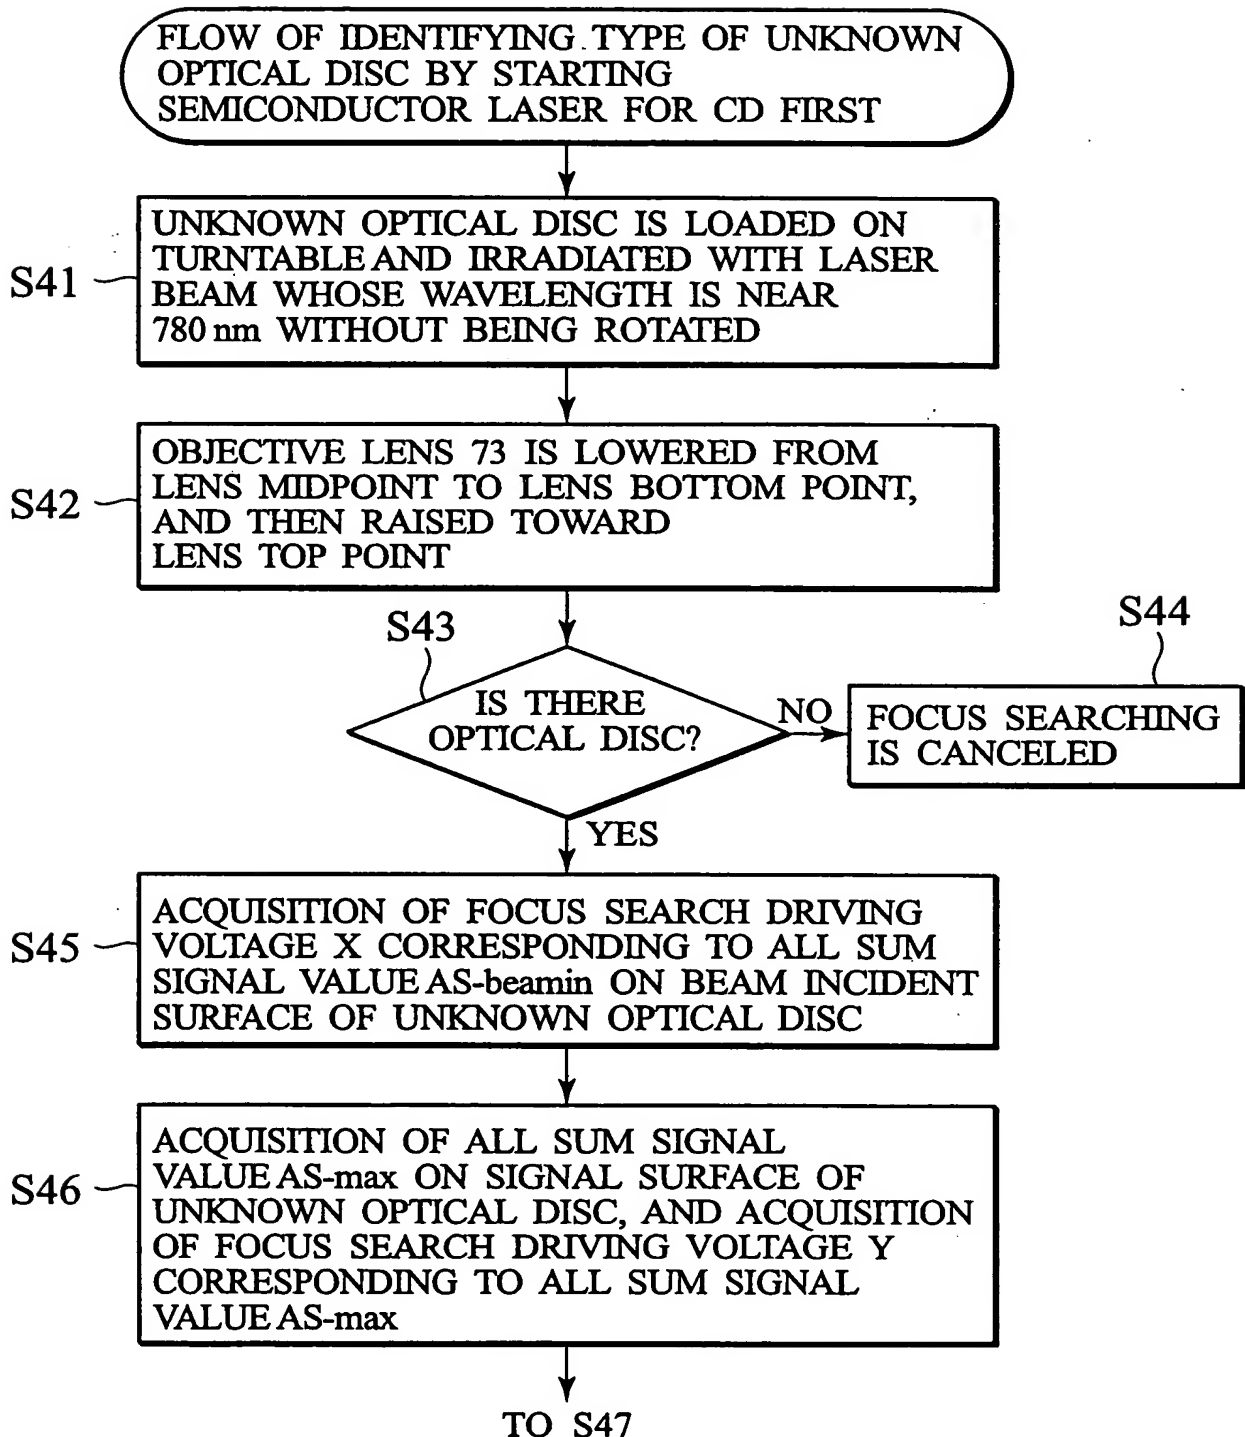 FLOW OF IDENTIFYING TYPE OF UNKNOWN
OPTICAL DISC BY STARTING
SEMICONDUCTOR LASER FOR CD FIRST
S41
UNKNOWN OPTICAL DISC IS LOADED ON
TURNTABLE AND IRRADIATED WITH LASER
BEAM WHOSE WAVELENGTH IS NEAR
780 nm WITHOUT BEING ROTATED
S42
OBJECTIVE LENS 73 IS LOWERED FROM
LENS MIDPOINT TO LENS BOTTOM POINT,
AND THEN RAISED TOWARD
LENS TOP POINT
S43
IS THERE
OPTICAL DISC?
NO
S44
FOCUS SEARCHING
IS CANCELED
YES
S45
ACQUISITION OF FOCUS SEARCH DRIVING
VOLTAGE X CORRESPONDING TO ALL SUM
SIGNAL VALUE AS-beamin ON BEAM INCIDENT
SURFACE OF UNKNOWN OPTICAL DISC
S46
ACQUISITION OF ALL SUM SIGNAL
VALUE AS-max ON SIGNAL SURFACE OF
UNKNOWN OPTICAL DISC, AND ACQUISITION
OF FOCUS SEARCH DRIVING VOLTAGE Y
CORRESPONDING TO ALL SUM SIGNAL
VALUE AS-max
TO S47